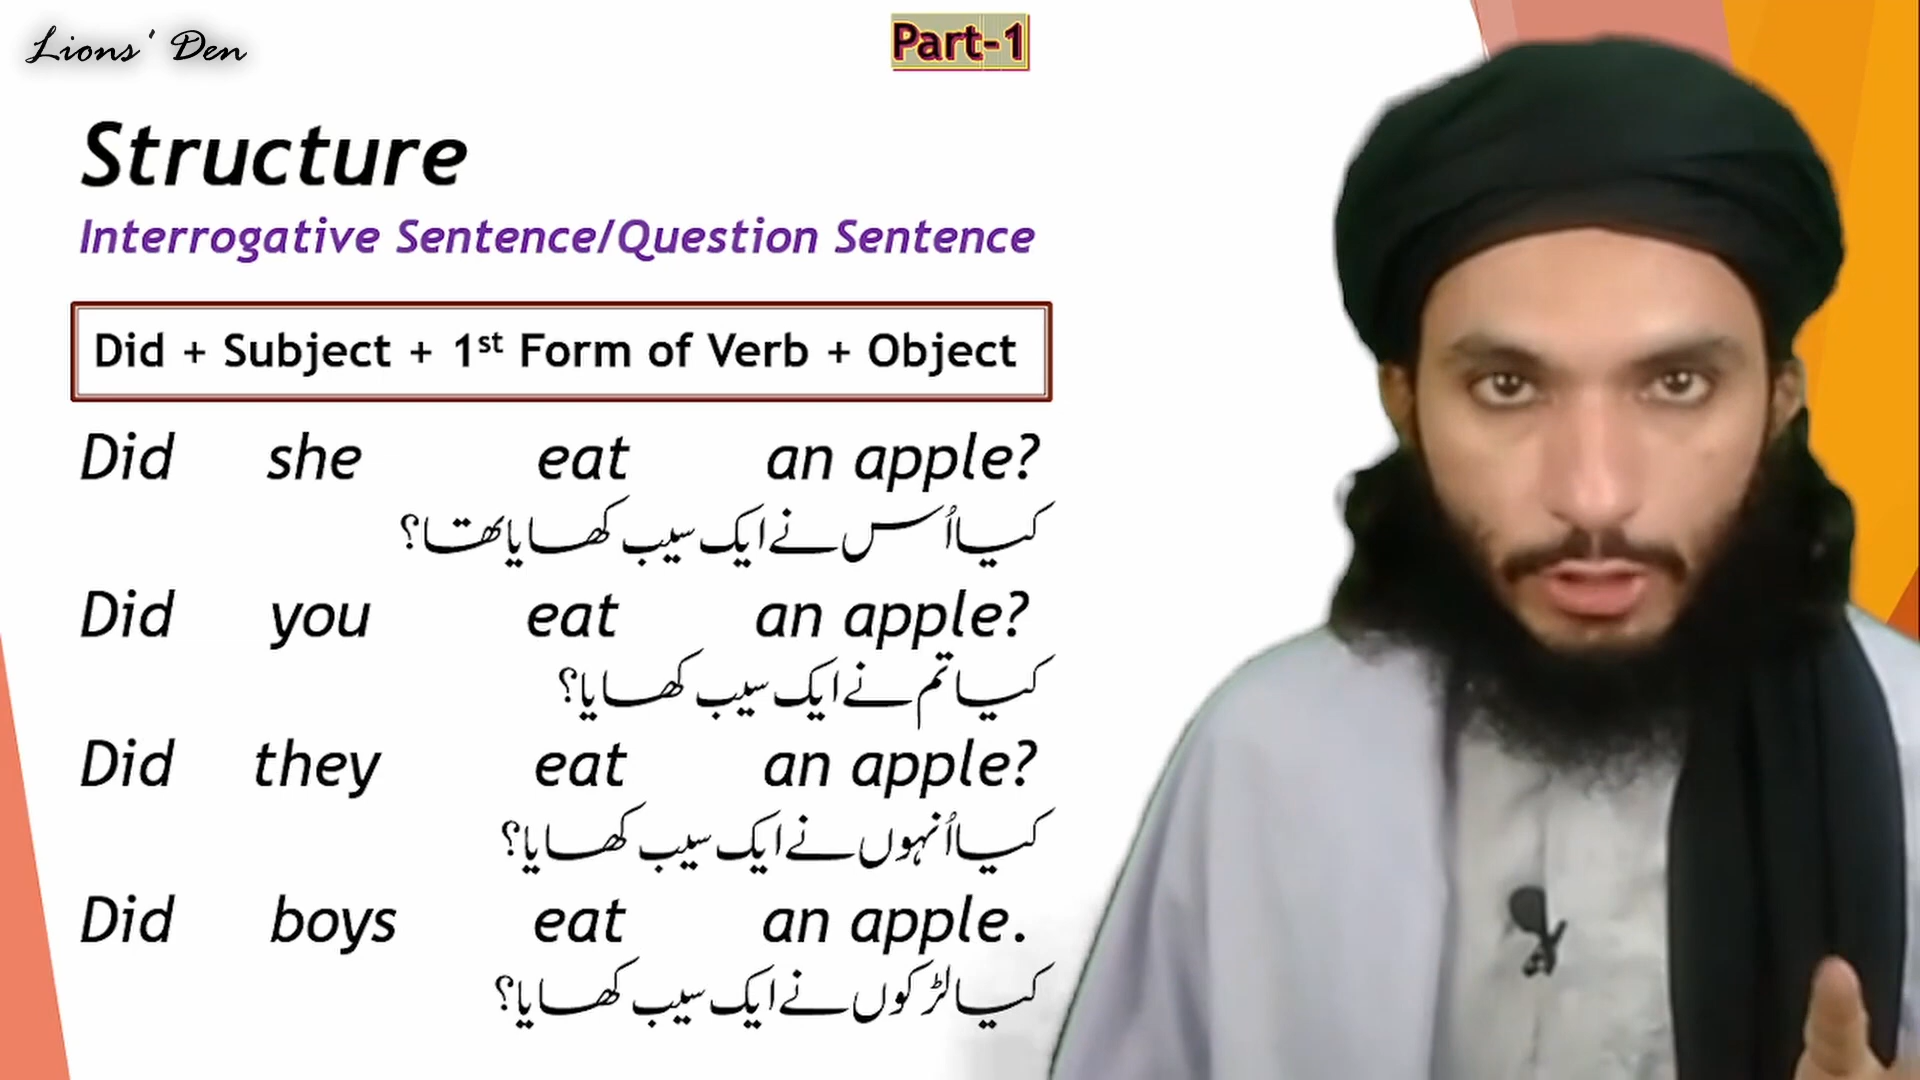 Lions' Den
Part-1
Structure
Interrogative Sentence/Question Sentence
Did + Subject + 1st Form of Verb + Object
Did she eat an apple?
کیا اُس نے ایک سیب کھایا تھا؟
Did you eat an apple?
کیا تم نے ایک سیب کھایا؟
Did they eat an apple?
کیا اُنہوں نے ایک سیب کھایا؟
Did boys eat an apple.
کیا لڑکوں نے ایک سیب کھایا؟